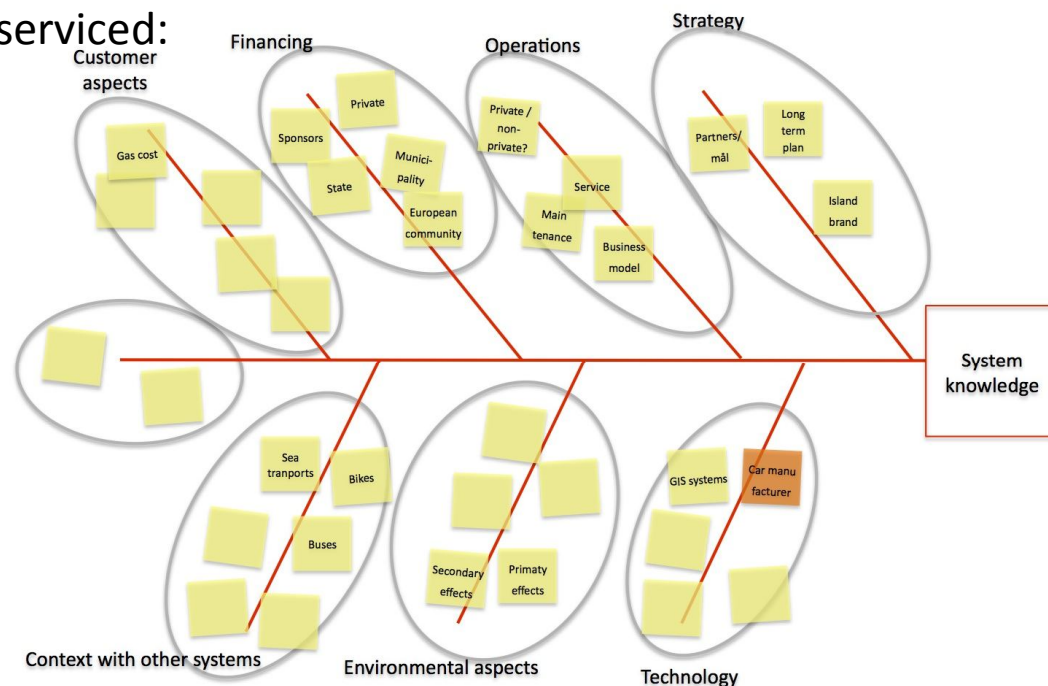 serviced:
Customer
aspects
Financing
Operations
Strategy
Gas cost
Private
Sponsors
State
Munici-
pality
European
community
Private /
non-
private?
Service
Main
tenance
Business
model
Partners/
mål
Long
term
plan
Island
brand
System
knowledge
Sea
tranports
Bikes
Buses
Secondary
effects
Primaty
effects
GIS systems
Car manu
facturer
Context with other systems
Environmental aspects
Technology